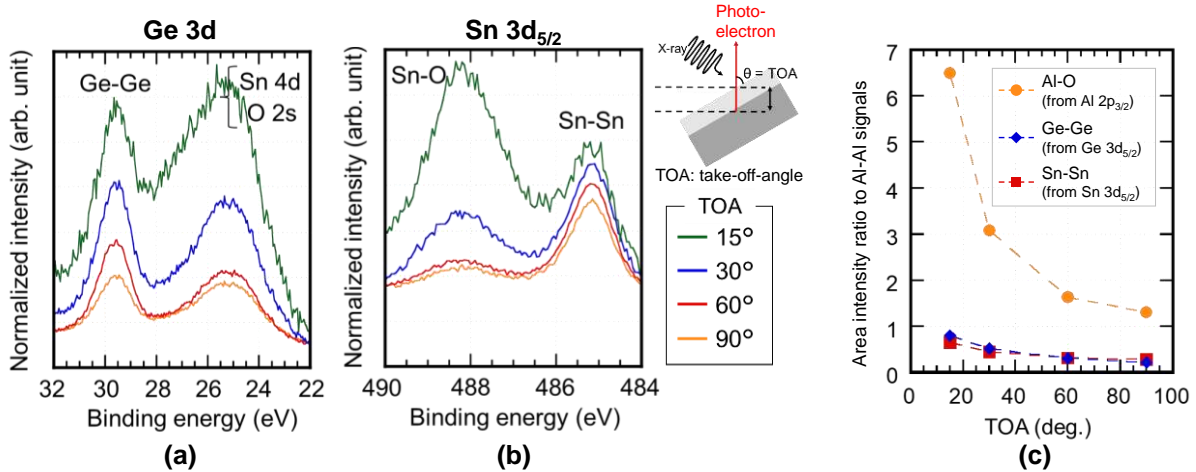 Ge 3d
Normalized intensity (arb. unit)
Ge-Ge
Sn 4d
O 2s
32 30 28 26 24 22
Binding energy (eV)
(a)
Sn 3d5/2
Normalized intensity (arb. unit)
Sn-O
Sn-Sn
490 488 486 484
Binding energy (eV)
(b)
Photo-
electron
X-ray
θ = TOA
TOA: take-off-angle
TOA
15°
30°
60°
90°
Area intensity ratio to Al-Al signals
7
6
5
4
3
2
1
0
Al-O
(from Al 2p3/2)
Ge-Ge
(from Ge 3d5/2)
Sn-Sn
(from Sn 3d5/2)
0 20 40 60 80 100
TOA (deg.)
(c)